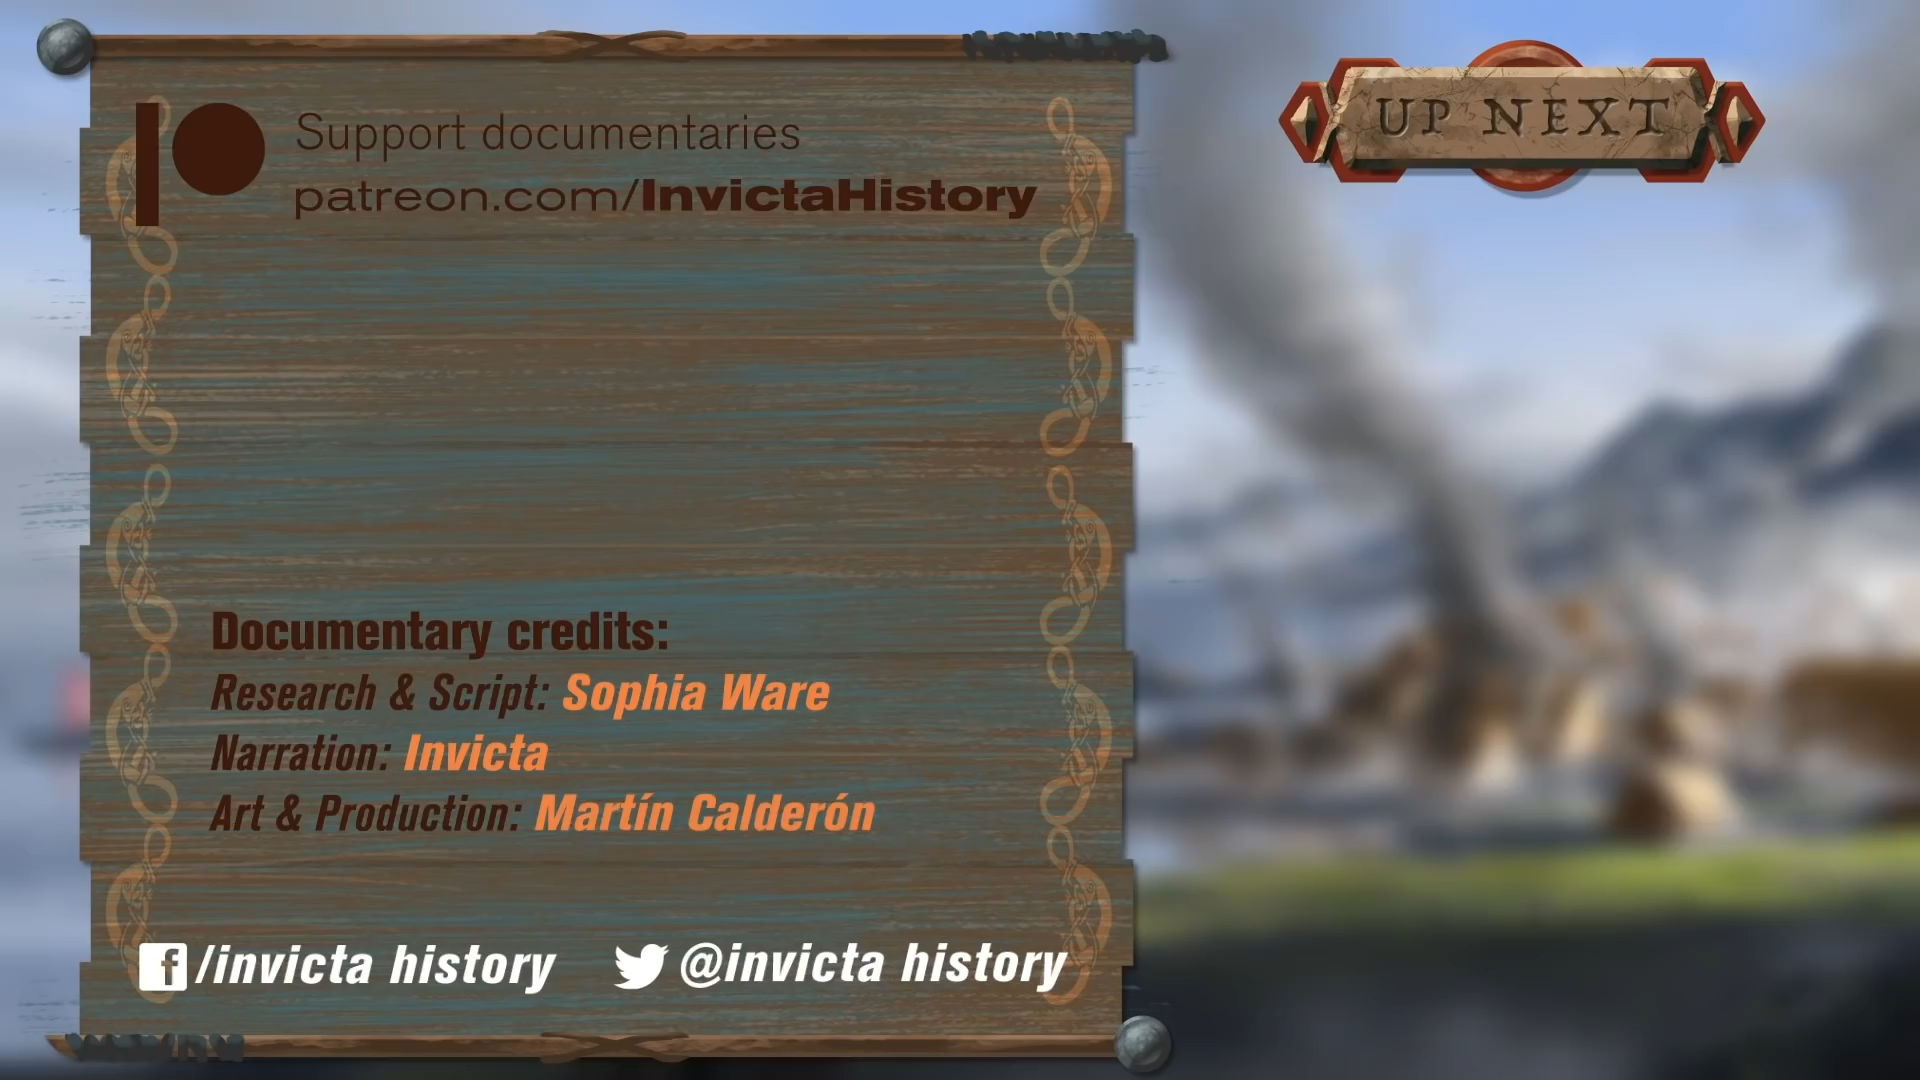 Support documentaries
patreon.com/InvictaHistory
UP NEXT
Documentary credits:
Research & Script: Sophia Ware
Narration: Invicta
Art & Production: Martín Calderón
/invicta history @invicta history